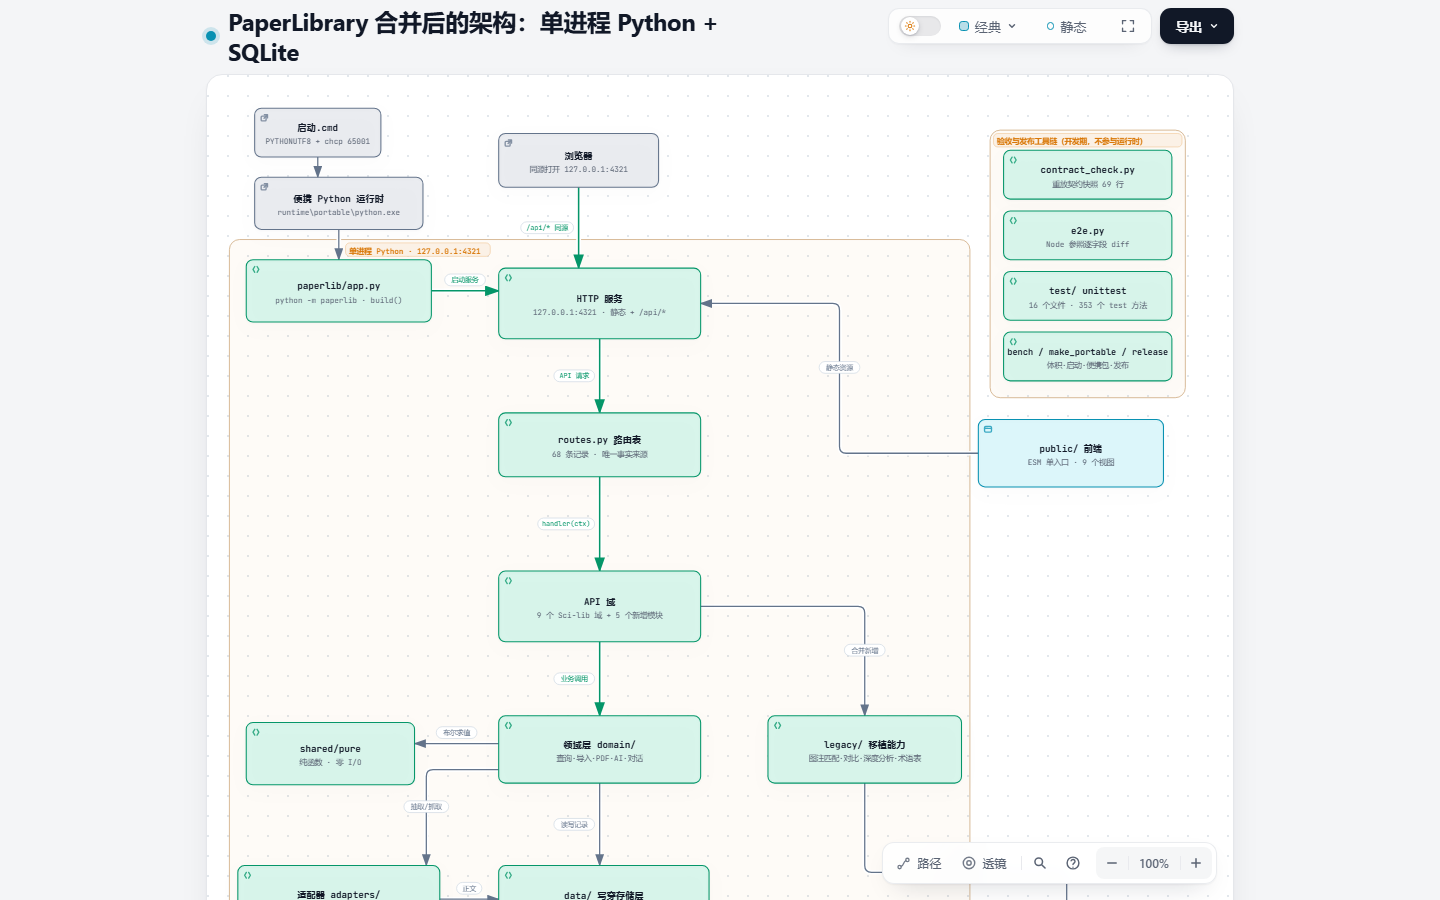 PaperLibrary 合并后的架构：单进程 Python +
SQLite
经典
静态
导出
启动.cmd
PYTHONUTF8 + chcp 65001
便携 Python 运行时
runtime\portable\python.exe
浏览器
同源打开 127.0.0.1:4321
/api/* 同源
单进程 Python · 127.0.0.1:4321
paperlib/app.py
python -m paperlib · build()
启动服务
HTTP 服务
127.0.0.1:4321 · 静态 + /api/*
验收与发布工具链（开发期，不参与运行时）
contract_check.py
重放契约快照 69 行
e2e.py
Node 参照逐字段 diff
test/ unittest
16 个文件 · 353 个 test 方法
bench / make_portable / release
体积·启动·便携包·发布
API 请求
静态资源
routes.py 路由表
68 条记录 · 唯一事实来源
public/ 前端
ESM 单入口 · 9 个视图
handler(ctx)
API 域
9 个 Sci-lib 域 + 5 个新增模块
合并新增
业务调用
shared/pure
纯函数 · 零 I/O
布尔求值
领域层 domain/
查询·导入·PDF·AI·对话
legacy/ 移植能力
图注匹配·对比·深度分析·术语表
抽取/抓取
读写记录
适配器 adapters/
正文
data/ 写穿存储层
路径
透镜
100%